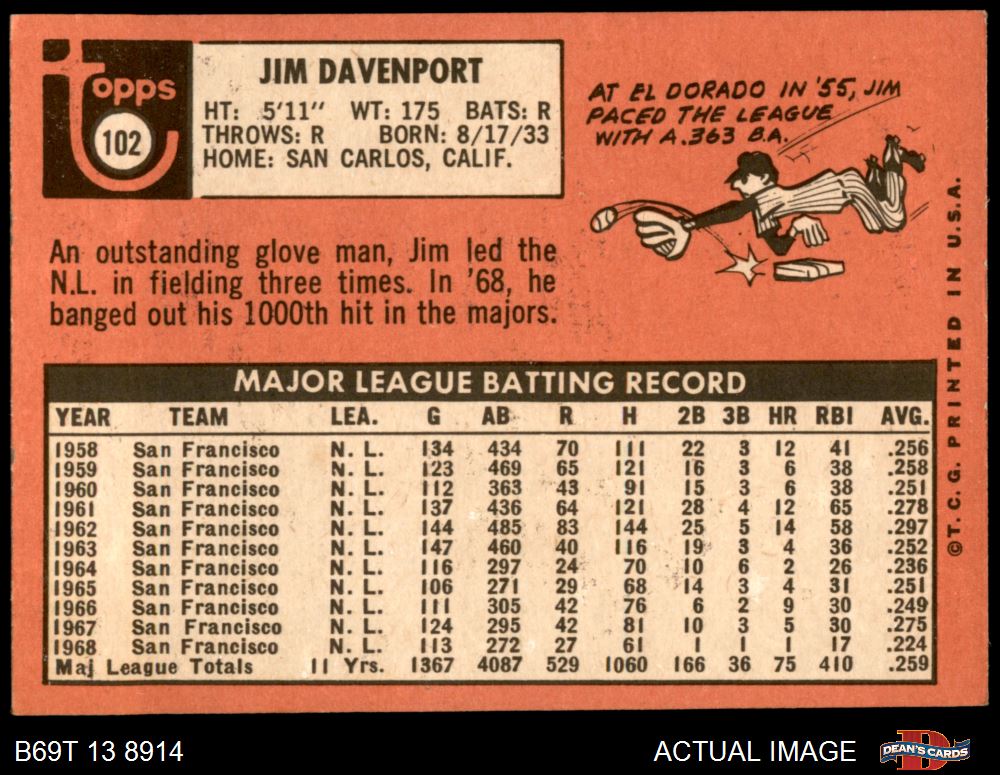 topps
102
JIM DAVENPORT
HT: 5'11" WT: 175 BATS: R
THROWS: R BORN: 8/17/33
HOME: SAN CARLOS, CALIF.
AT EL DORADO IN '55, JIM
PACED THE LEAGUE
WITH A .363 B.A.
An outstanding glove man, Jim led the
N.L. in fielding three times. In '68, he
banged out his 1000th hit in the majors.
MAJOR LEAGUE BATTING RECORD
YEAR TEAM LEA. G AB R H 2B 3B HR RBI AVG.
1958 San Francisco N. L. 134 434 70 111 22 3 12 41 .256
1959 San Francisco N. L. 123 469 65 121 16 3 6 38 .258
1960 San Francisco N. L. 112 363 43 91 15 3 6 38 .251
1961 San Francisco N. L. 137 436 64 121 28 4 12 65 .278
1962 San Francisco N. L. 144 485 83 144 25 5 14 58 .297
1963 San Francisco N. L. 147 460 40 116 19 3 4 36 .252
1964 San Francisco N. L. 116 297 24 70 10 6 2 26 .236
1965 San Francisco N. L. 106 271 29 68 14 3 4 31 .251
1966 San Francisco N. L. 111 305 42 76 6 2 9 30 .249
1967 San Francisco N. L. 124 295 42 81 10 3 5 30 .275
1968 San Francisco N. L. 113 272 27 61 1 1 1 17 .224
Maj League Totals 11 Yrs. 1367 4087 529 1060 166 36 75 410 .259
©T.C.G. PRINTED IN U.S.A.
B69T 13 8914
ACTUAL IMAGE
D
DEAN'S CARDS